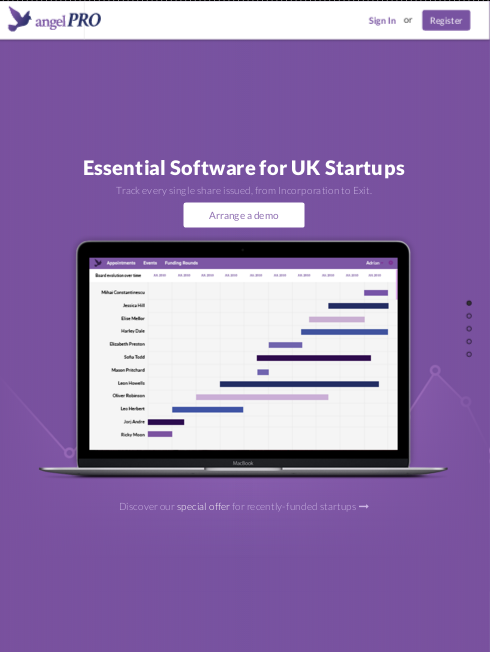 angelPRO
Sign In or Register
Essential Software for UK Startups
Track every single share issued, from Incorporation to Exit.
Arrange a demo
Appointments Events Funding Rounds Adrian
Board evolution over time
Mihai Constantinescu
Jessica Hill
Elise Mellor
Harley Dale
Elizabeth Preston
Sofia Todd
Mason Pritchard
Leon Howells
Oliver Robinson
Leo Herbert
Ricky Moon
MacBook
Discover our special offer for recently-funded startups →